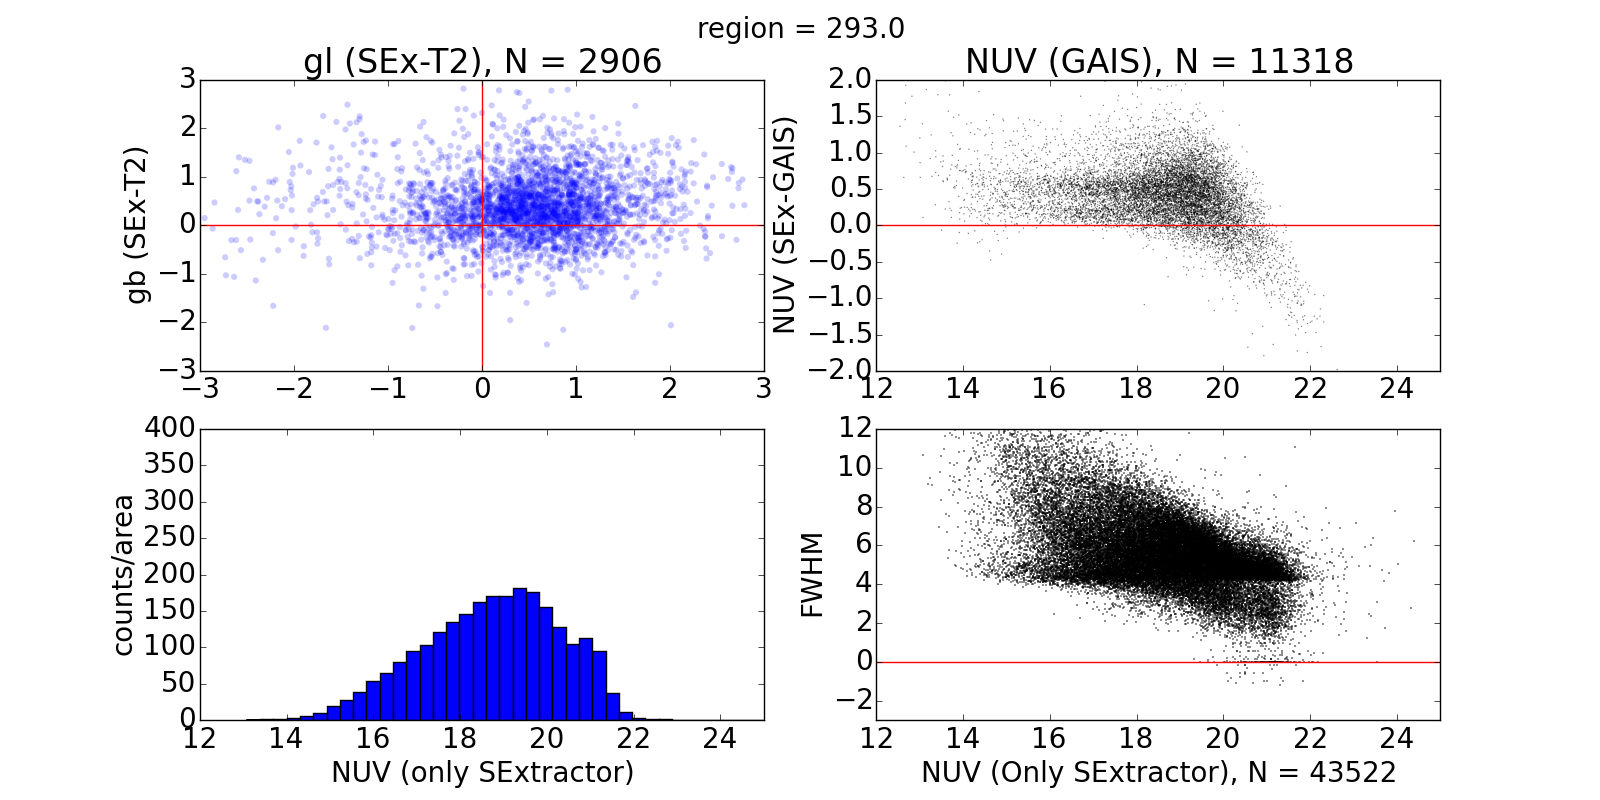 region = 293.0
gl (SEx-T2), N = 2906
gb (SEx-T2)
3
2
1
0
−1
−2
−3
−3 −2 −1 0 1 2 3
NUV (GAIS), N = 11318
NUV (SEx-GAIS)
2.0
1.5
1.0
0.5
0.0
−0.5
−1.0
−1.5
−2.0
12 14 16 18 20 22 24
counts/area
400
350
300
250
200
150
100
50
0
12 14 16 18 20 22 24
NUV (only SExtractor)
FWHM
12
10
8
6
4
2
0
−2
12 14 16 18 20 22 24
NUV (Only SExtractor), N = 43522